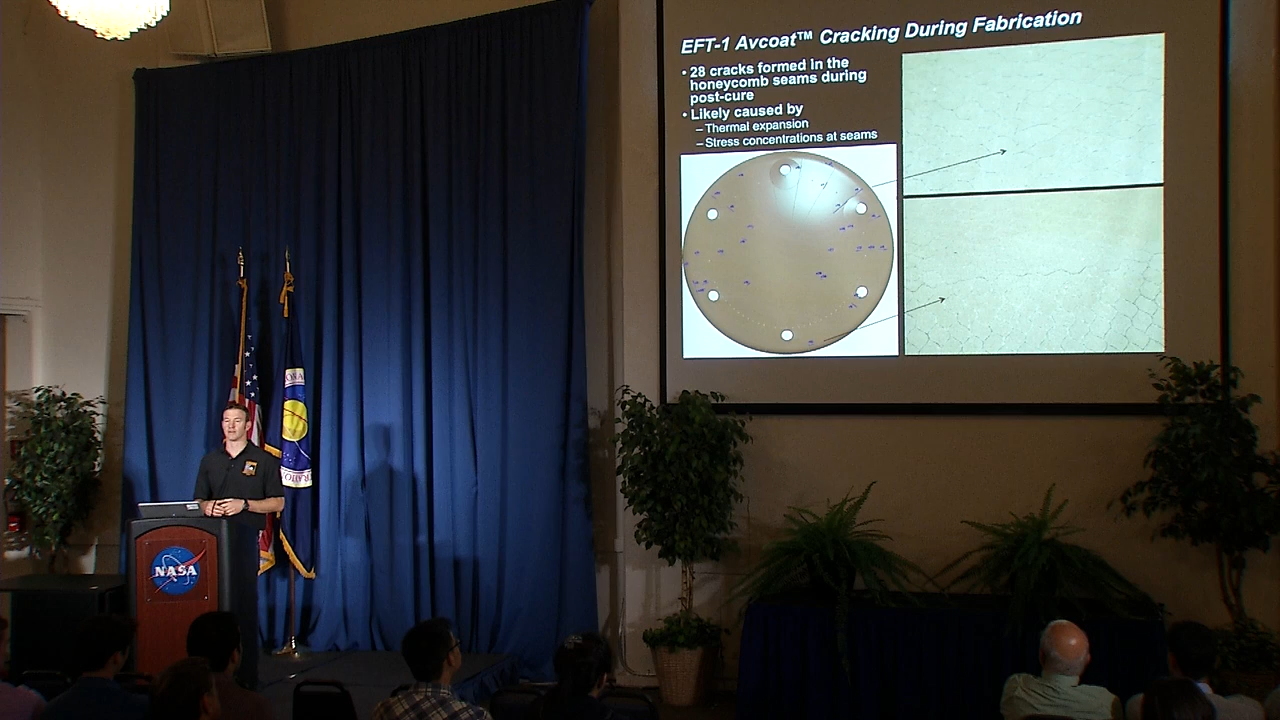 EFT-1 Avcoat™ Cracking During Fabrication
• 28 cracks formed in the
honeycomb seams during
post-cure
• Likely caused by
– Thermal expansion
– Stress concentrations at seams
NASA